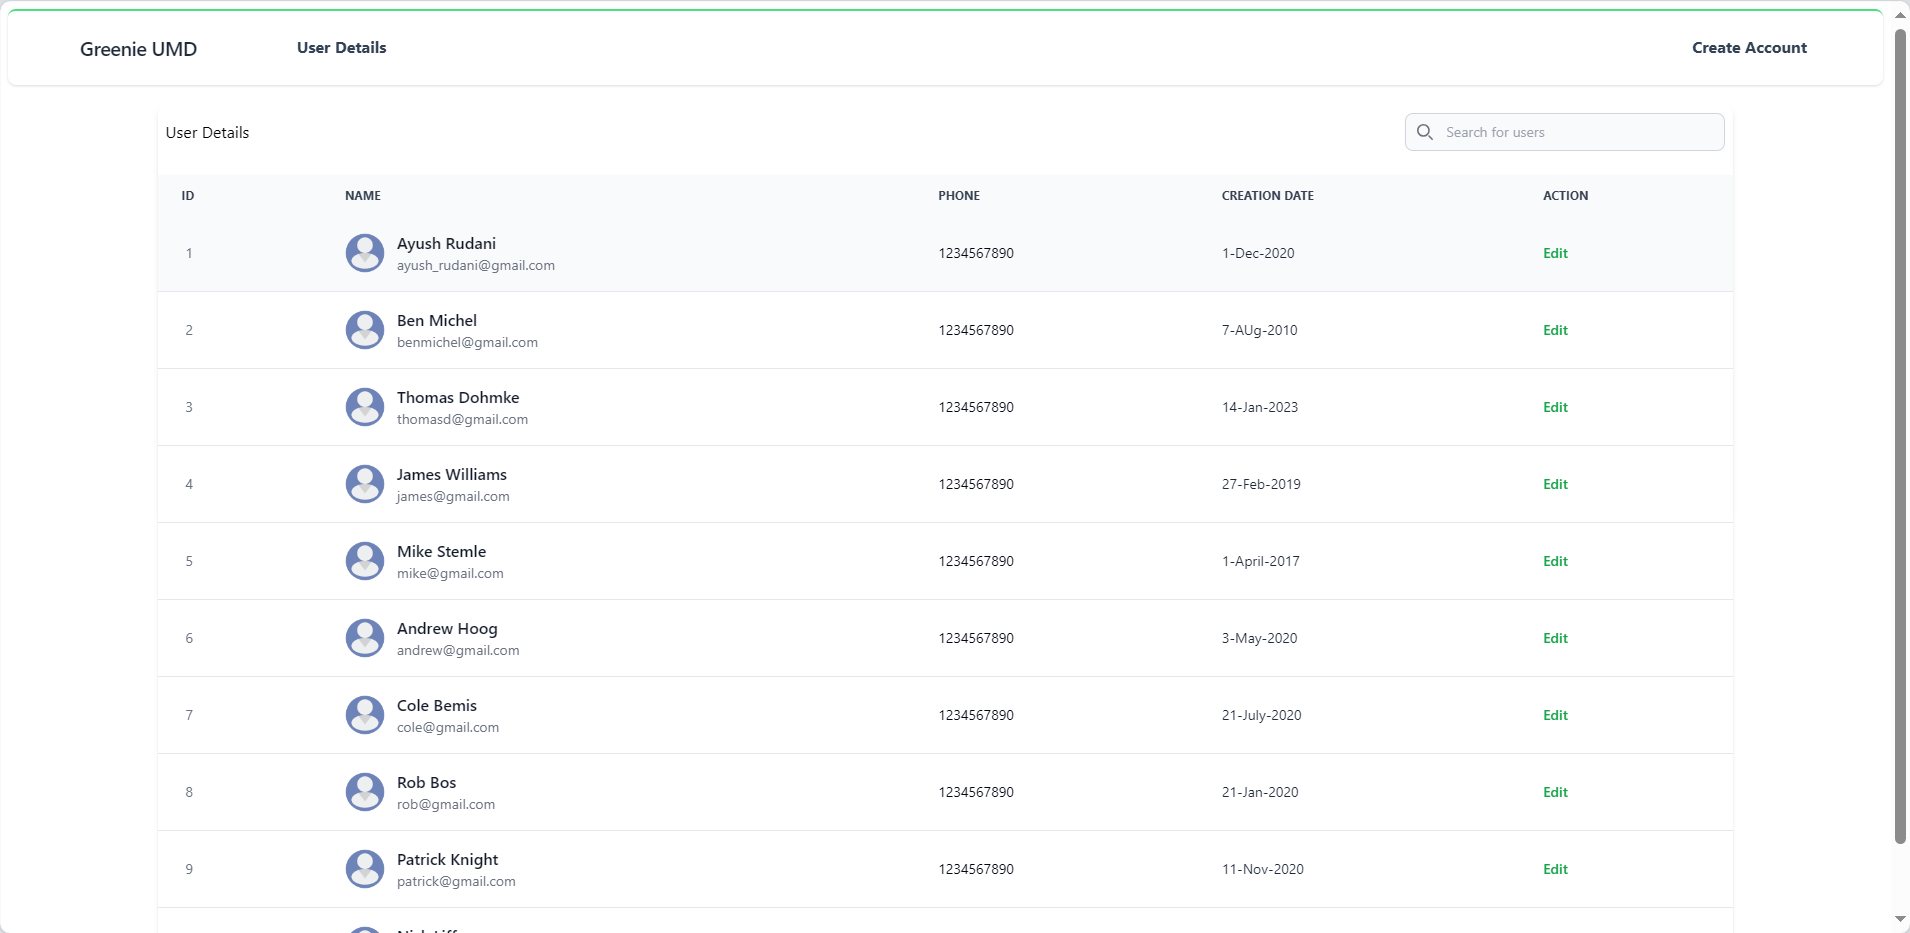 Greenie UMD
User Details
Create Account
User Details
Search for users
ID NAME PHONE CREATION DATE ACTION
1 Ayush Rudani 1234567890 1-Dec-2020 Edit
ayush_rudani@gmail.com
2 Ben Michel 1234567890 7-AUg-2010 Edit
benmichel@gmail.com
3 Thomas Dohmke 1234567890 14-Jan-2023 Edit
thomasd@gmail.com
4 James Williams 1234567890 27-Feb-2019 Edit
james@gmail.com
5 Mike Stemle 1234567890 1-April-2017 Edit
mike@gmail.com
6 Andrew Hoog 1234567890 3-May-2020 Edit
andrew@gmail.com
7 Cole Bemis 1234567890 21-July-2020 Edit
cole@gmail.com
8 Rob Bos 1234567890 21-Jan-2020 Edit
rob@gmail.com
9 Patrick Knight 1234567890 11-Nov-2020 Edit
patrick@gmail.com